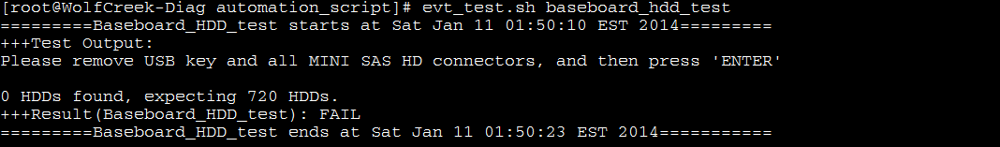 [root@WolfCreek-Diag automation_script]# evt_test.sh baseboard_hdd_test
=========Baseboard_HDD_test starts at Sat Jan 11 01:50:10 EST 2014=========
+++Test Output:
Please remove USB key and all MINI SAS HD connectors, and then press 'ENTER'
0 HDDs found, expecting 720 HDDs.
+++Result(Baseboard_HDD_test): FAIL
=========Baseboard_HDD_test ends at Sat Jan 11 01:50:23 EST 2014===========